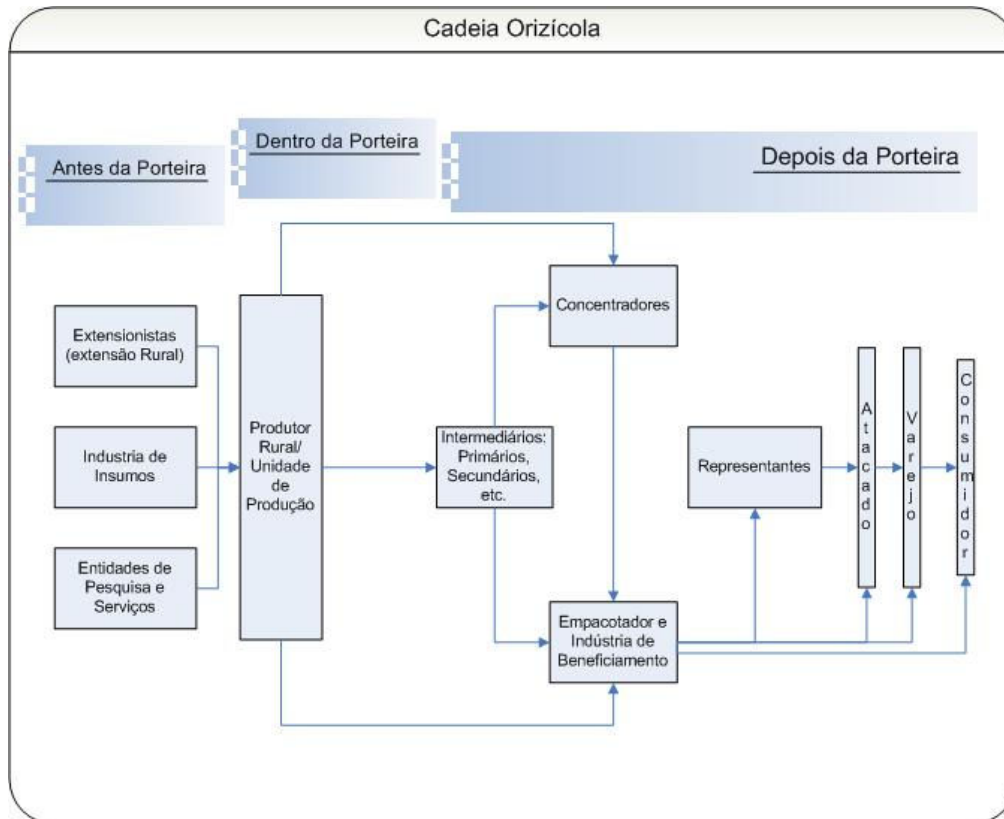 Cadeia Orizícola
Antes da Porteira
Dentro da Porteira
Depois da Porteira
Extensionistas
(extensão Rural)
Industria de
Insumos
Entidades de
Pesquisa e
Serviços
Produtor
Rural/
Unidade
de
Produção
Intermediários:
Primários,
Secundários,
etc.
Concentradores
Empacotador e
Indústria de
Beneficiamento
Representantes
Atacado
Varejo
Consumidor